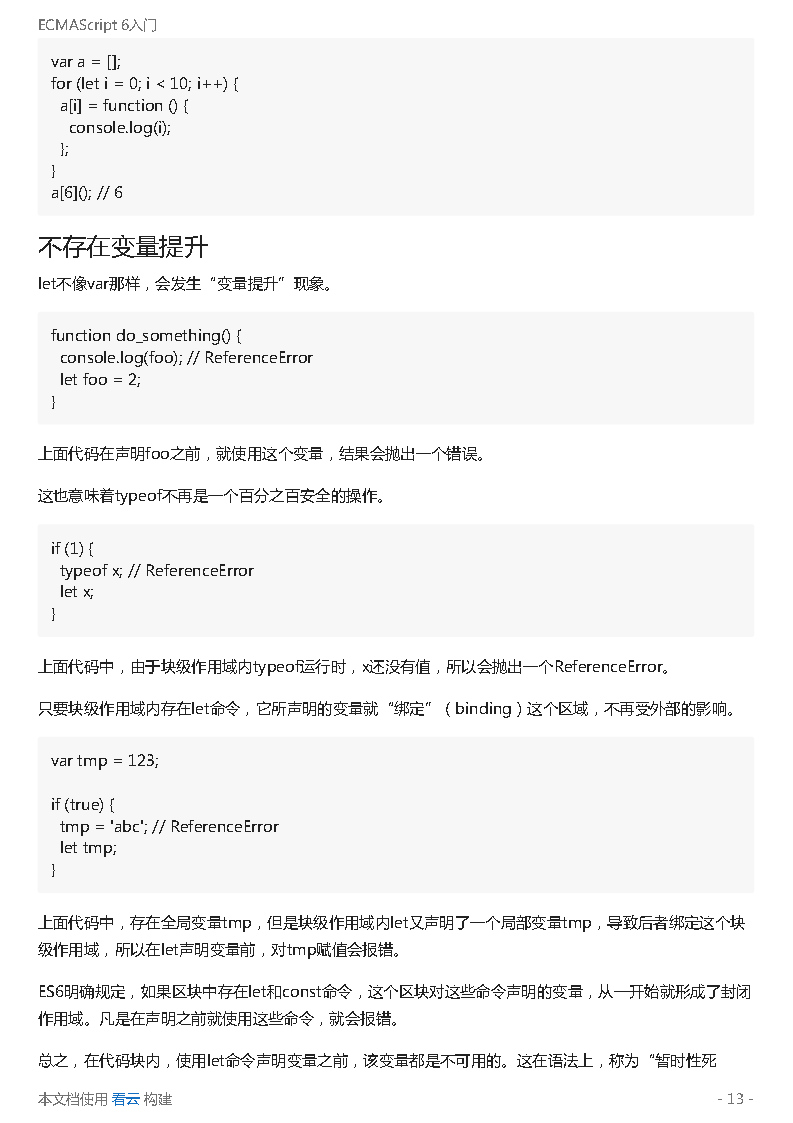 ECMAScript 6入门
var a = [];
for (let i = 0; i < 10; i++) {
  a[i] = function () {
    console.log(i);
  };
}
a[6](); // 6
不存在变量提升
let不像var那样，会发生“变量提升”现象。
function do_something() {
  console.log(foo); // ReferenceError
  let foo = 2;
}
上面代码在声明foo之前，就使用这个变量，结果会抛出一个错误。
这也意味着typeof不再是一个百分之百安全的操作。
if (1) {
  typeof x; // ReferenceError
  let x;
}
上面代码中，由于块级作用域内typeof运行时，x还没有值，所以会抛出一个ReferenceError。
只要块级作用域内存在let命令，它所声明的变量就“绑定”（binding）这个区域，不再受外部的影响。
var tmp = 123;
if (true) {
  tmp = 'abc'; // ReferenceError
  let tmp;
}
上面代码中，存在全局变量tmp，但是块级作用域内let又声明了一个局部变量tmp，导致后者绑定这个块
级作用域，所以在let声明变量前，对tmp赋值会报错。
ES6明确规定，如果区块中存在let和const命令，这个区块对这些命令声明的变量，从一开始就形成了封闭
作用域。凡是在声明之前就使用这些命令，就会报错。
总之，在代码块内，使用let命令声明变量之前，该变量都是不可用的。这在语法上，称为“暂时性死
本文档使用 看云 构建
- 13 -